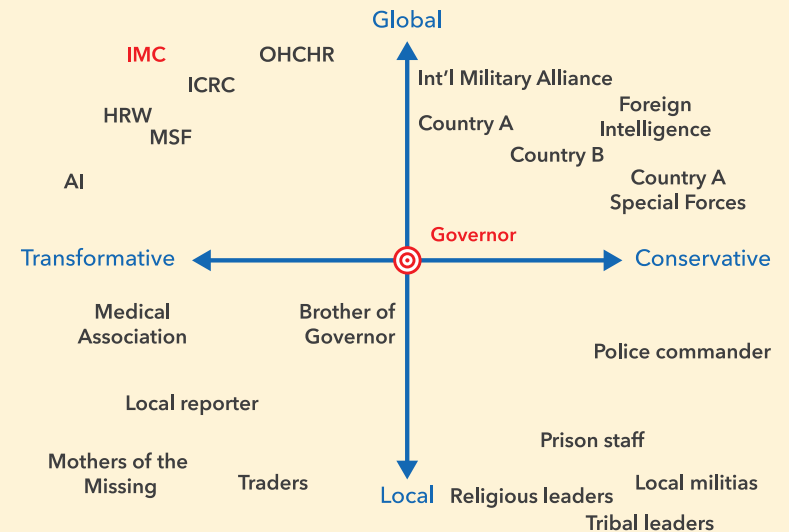 Global
IMC
OHCHR
Int'l Military Alliance
ICRC
Foreign
Intelligence
HRW
Country A
MSF
Country B
AI
Country A
Special Forces
Governor
Transformative
Conservative
Medical
Association
Brother of
Governor
Police commander
Local reporter
Prison staff
Mothers of the
Missing
Traders
Local
Religious leaders
Local militias
Tribal leaders